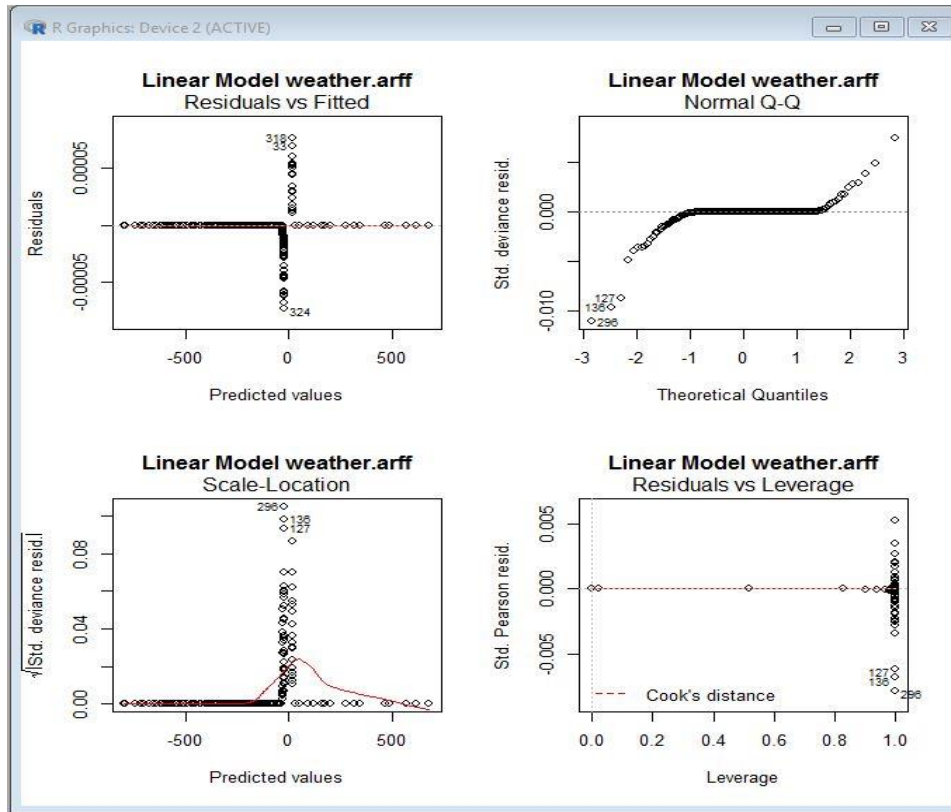 R Graphics: Device 2 (ACTIVE)
Linear Model weather.arff
Residuals vs Fitted
318
33
324
Residuals
0.00005
-0.00005
-500
0
500
Predicted values
Linear Model weather.arff
Normal Q-Q
127
136
296
Std. deviance resid.
0.000
-0.010
-3
-2
-1
0
1
2
3
Theoretical Quantiles
Linear Model weather.arff
Scale-Location
296
136
127
√|Std. deviance resid.|
0.08
0.04
0.00
-500
0
500
Predicted values
Linear Model weather.arff
Residuals vs Leverage
127
136
296
Cook's distance
Std. Pearson resid.
0.005
0.000
-0.005
0.0
0.2
0.4
0.6
0.8
1.0
Leverage